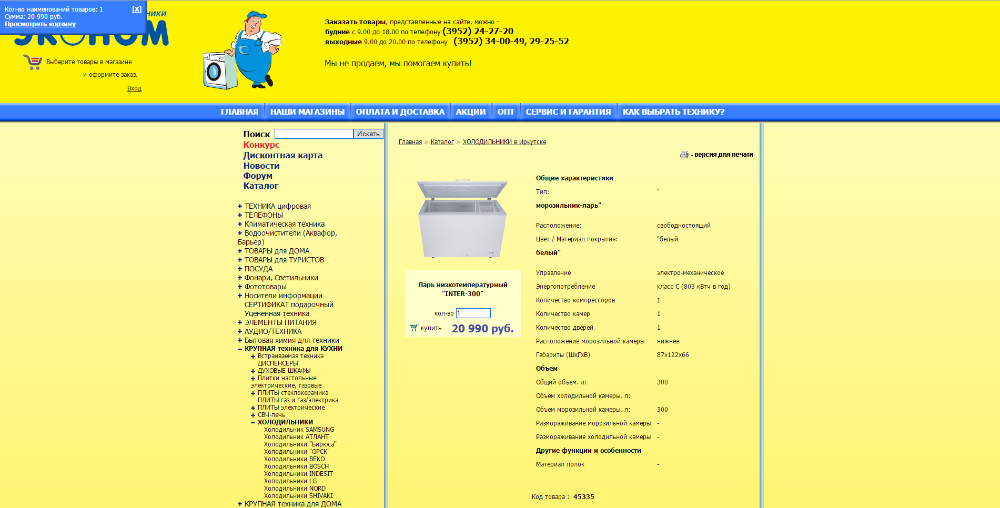 Кол-во наименований товаров: 1 [X]
Сумма: 20 990 руб.
Просмотреть корзину
ЭКОНОМ
Выберите товары в магазине
и оформите заказ.
Вход
Заказать товары, представленные на сайте, можно -
будние с 9.00 до 18.00 по телефону (3952) 24-27-20
выходные 9.00 до 20.00 по телефону (3952) 34-00-49, 29-25-52
Мы не продаем, мы помогаем купить!
ГЛАВНАЯ НАШИ МАГАЗИНЫ ОПЛАТА И ДОСТАВКА АКЦИИ ОПТ СЕРВИС И ГАРАНТИЯ КАК ВЫБРАТЬ ТЕХНИКУ?
Поиск Искать
Конкурс
Дисконтная карта
Новости
Форум
Каталог
ТЕХНИКА цифровая
ТЕЛЕФОНЫ
Климатическая техника
Водоочистители (Аквафор,
Барьер)
ТОВАРЫ для ДОМА
ТОВАРЫ для ТУРИСТОВ
ПОСУДА
Фонари, Светильники
Фототовары
Носители информации
СЕРТИФИКАТ подарочный
Уцененная техника
ЭЛЕМЕНТЫ ПИТАНИЯ
АУДИО/ТЕХНИКА
Бытовая химия для техники
КРУПНАЯ техника для КУХНИ
Встраиваемая техника
ДИСПЕНСЕРЫ
ДУХОВЫЕ ШКАФЫ
Плитки настольные
электрические, газовые
ПЛИТЫ стеклокерамика
ПЛИТЫ газ и газ/электрика
ПЛИТЫ электрические
СВЧ-печь
ХОЛОДИЛЬНИКИ
Холодильник SAMSUNG
Холодильник АТЛАНТ
Холодильники "Бирюса"
Холодильники "ОРСК"
Холодильники BEKO
Холодильники BOSCH
Холодильники INDESIT
Холодильники LG
Холодильники NORD
Холодильники SHIVAKI
КРУПНАЯ техника для ДОМА
Главная > Каталог > ХОЛОДИЛЬНИКИ в Иркутске
- версия для печати
Ларь низкотемпературный
"INTER-300"
кол-во 1
купить 20 990 руб.
Общие характеристики
Тип: "
морозильник-ларь"
Расположение: свободностоящий
Цвет / Материал покрытия: "белый
белый"
Управление электро-механическое
Энергопотребление класс C (803 кВтч в год)
Количество компрессоров 1
Количество камер 1
Количество дверей 1
Расположение морозильной камеры нижнее
Габариты (ШхГхВ) 87x122x66
Объем
Общий объем. л: 300
Объем холодильной камеры. л:
Объем морозильной камеры. л: 300
Размораживание морозильной камеры -
Размораживание холодильной камеры -
Другие функции и особенности
Материал полок -
Код товара : 45335